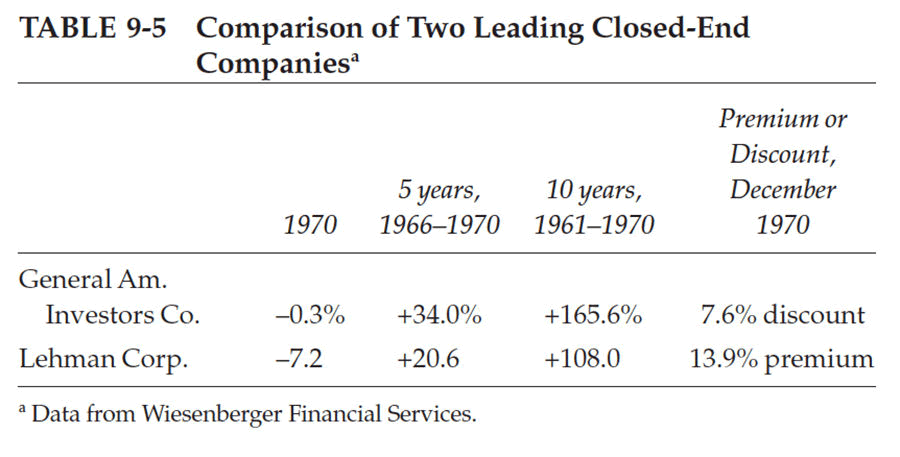 TABLE 9-5 Comparison of Two Leading Closed-End
Companiesª
Premium or
Discount,
5 years, 10 years, December
1970 1966–1970 1961–1970 1970
General Am.
Investors Co. –0.3% +34.0% +165.6% 7.6% discount
Lehman Corp. –7.2 +20.6 +108.0 13.9% premium
ª Data from Wiesenberger Financial Services.